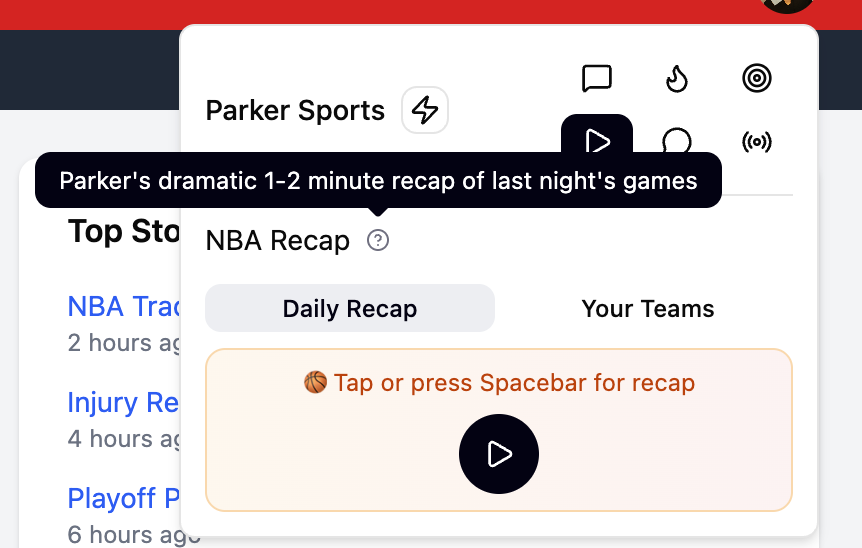 Parker Sports
Parker's dramatic 1-2 minute recap of last night's games
Top Sto
NBA Recap
Daily Recap
Your Teams
NBA Trad
2 hours ag
🏀 Tap or press Spacebar for recap
Injury Re
4 hours ag
Playoff P
6 hours ago